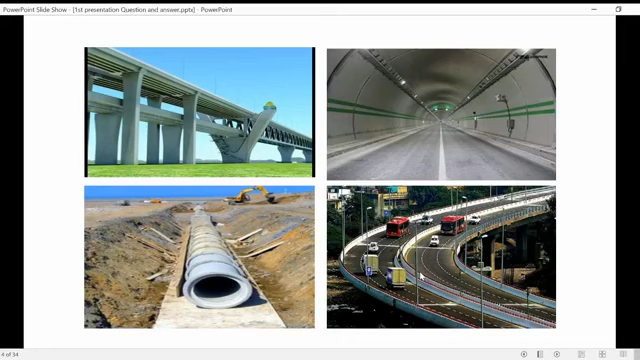 PowerPoint Slide Show - [1st presentation Question and answer.pptx] - PowerPoint
4 of 34